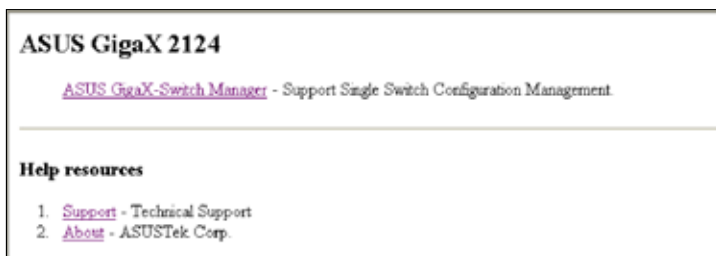 ASUS GigaX 2124
ASUS GigaX-Switch Manager - Support Single Switch Configuration Management.
Help resources
1. Support - Technical Support
2. About - ASUSTek Corp.